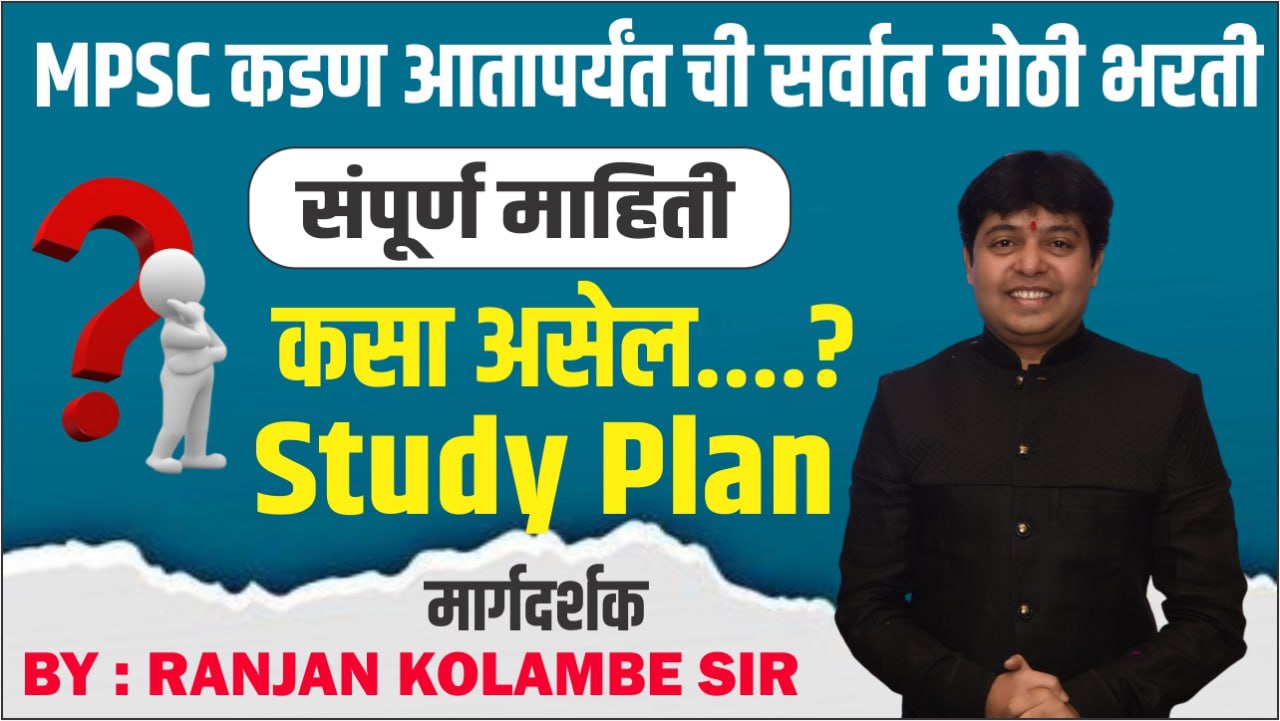 MPSC कडण आतापर्यंत ची सर्वात मोठी भरती
संपूर्ण माहिती
कसा असेल....?
Study Plan
मार्गदर्शक
BY : RANJAN KOLAMBE SIR